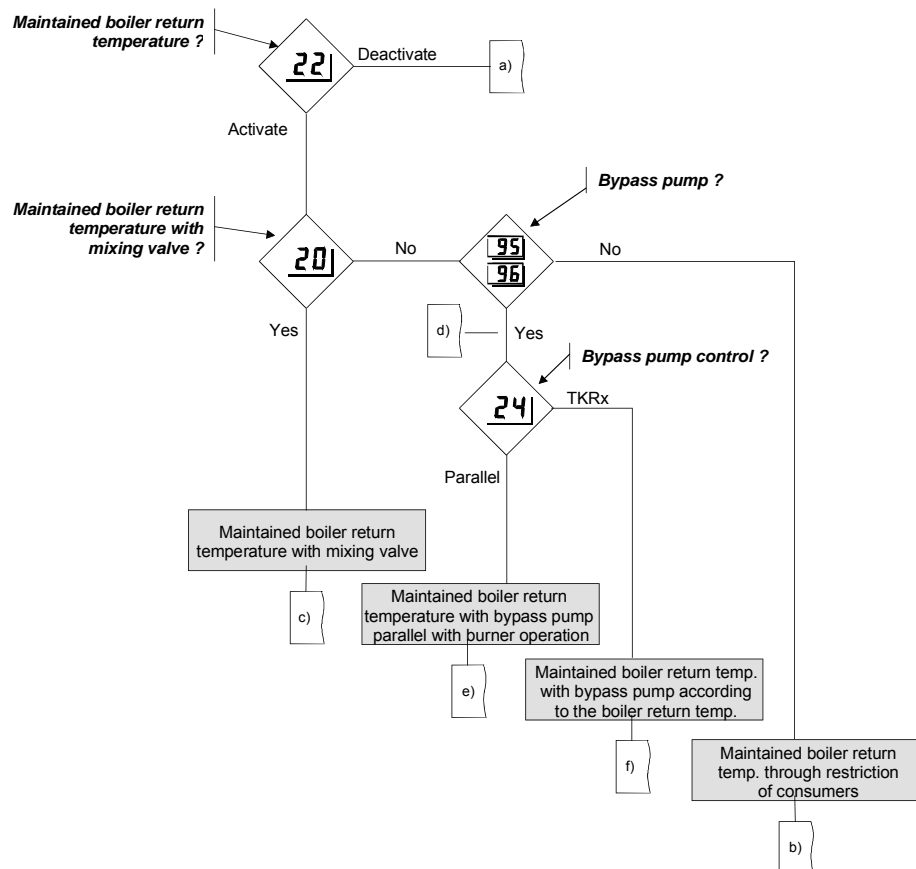 Maintained boiler return
temperature ?
22
Deactivate
a)
Activate
Bypass pump ?
Maintained boiler return
temperature with
mixing valve ?
20
No
95
96
No
Yes
d)
Yes
Bypass pump control ?
24
TKRx
Parallel
Maintained boiler return
temperature with mixing valve
c)
Maintained boiler return
temperature with bypass pump
parallel with burner operation
e)
Maintained boiler return temp.
with bypass pump according
to the boiler return temp.
f)
Maintained boiler return
temp. through restriction
of consumers
b)